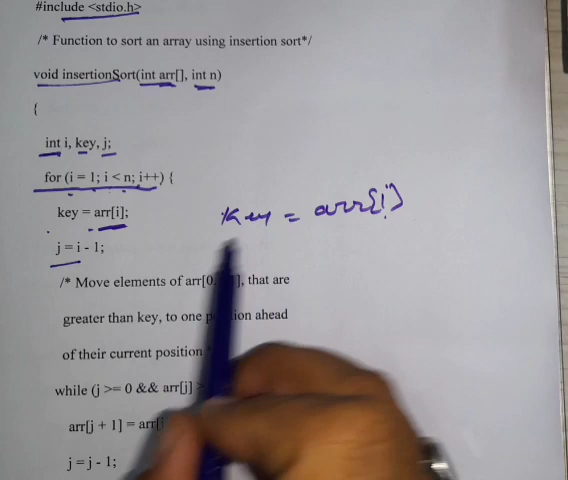 #include <stdio.h>
/* Function to sort an array using insertion sort*/
void insertionSort(int arr[], int n)
{
int i, key, j;
for (i = 1; i < n; i++) {
key = arr[i];
key = arr[i]
j = i - 1;
/* Move elements of arr[0. ], that are
greater than key, to one ahead
of their current position
while (j >= 0 && arr[j] >
arr[j + 1] = arr[
j = j - 1;